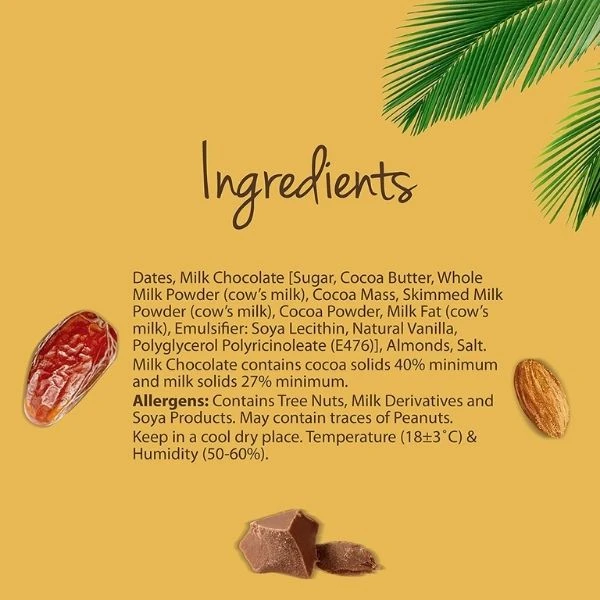 Ingredients
Dates, Milk Chocolate [Sugar, Cocoa Butter, Whole
Milk Powder (cow's milk), Cocoa Mass, Skimmed Milk
Powder (cow's milk), Cocoa Powder, Milk Fat (cow's
milk), Emulsifier: Soya Lecithin, Natural Vanilla,
Polyglycerol Polyricinoleate (E476)], Almonds, Salt.
Milk Chocolate contains cocoa solids 40% minimum
and milk solids 27% minimum.
Allergens: Contains Tree Nuts, Milk Derivatives and
Soya Products. May contain traces of Peanuts.
Keep in a cool dry place. Temperature (18±3˚C) &
Humidity (50-60%).